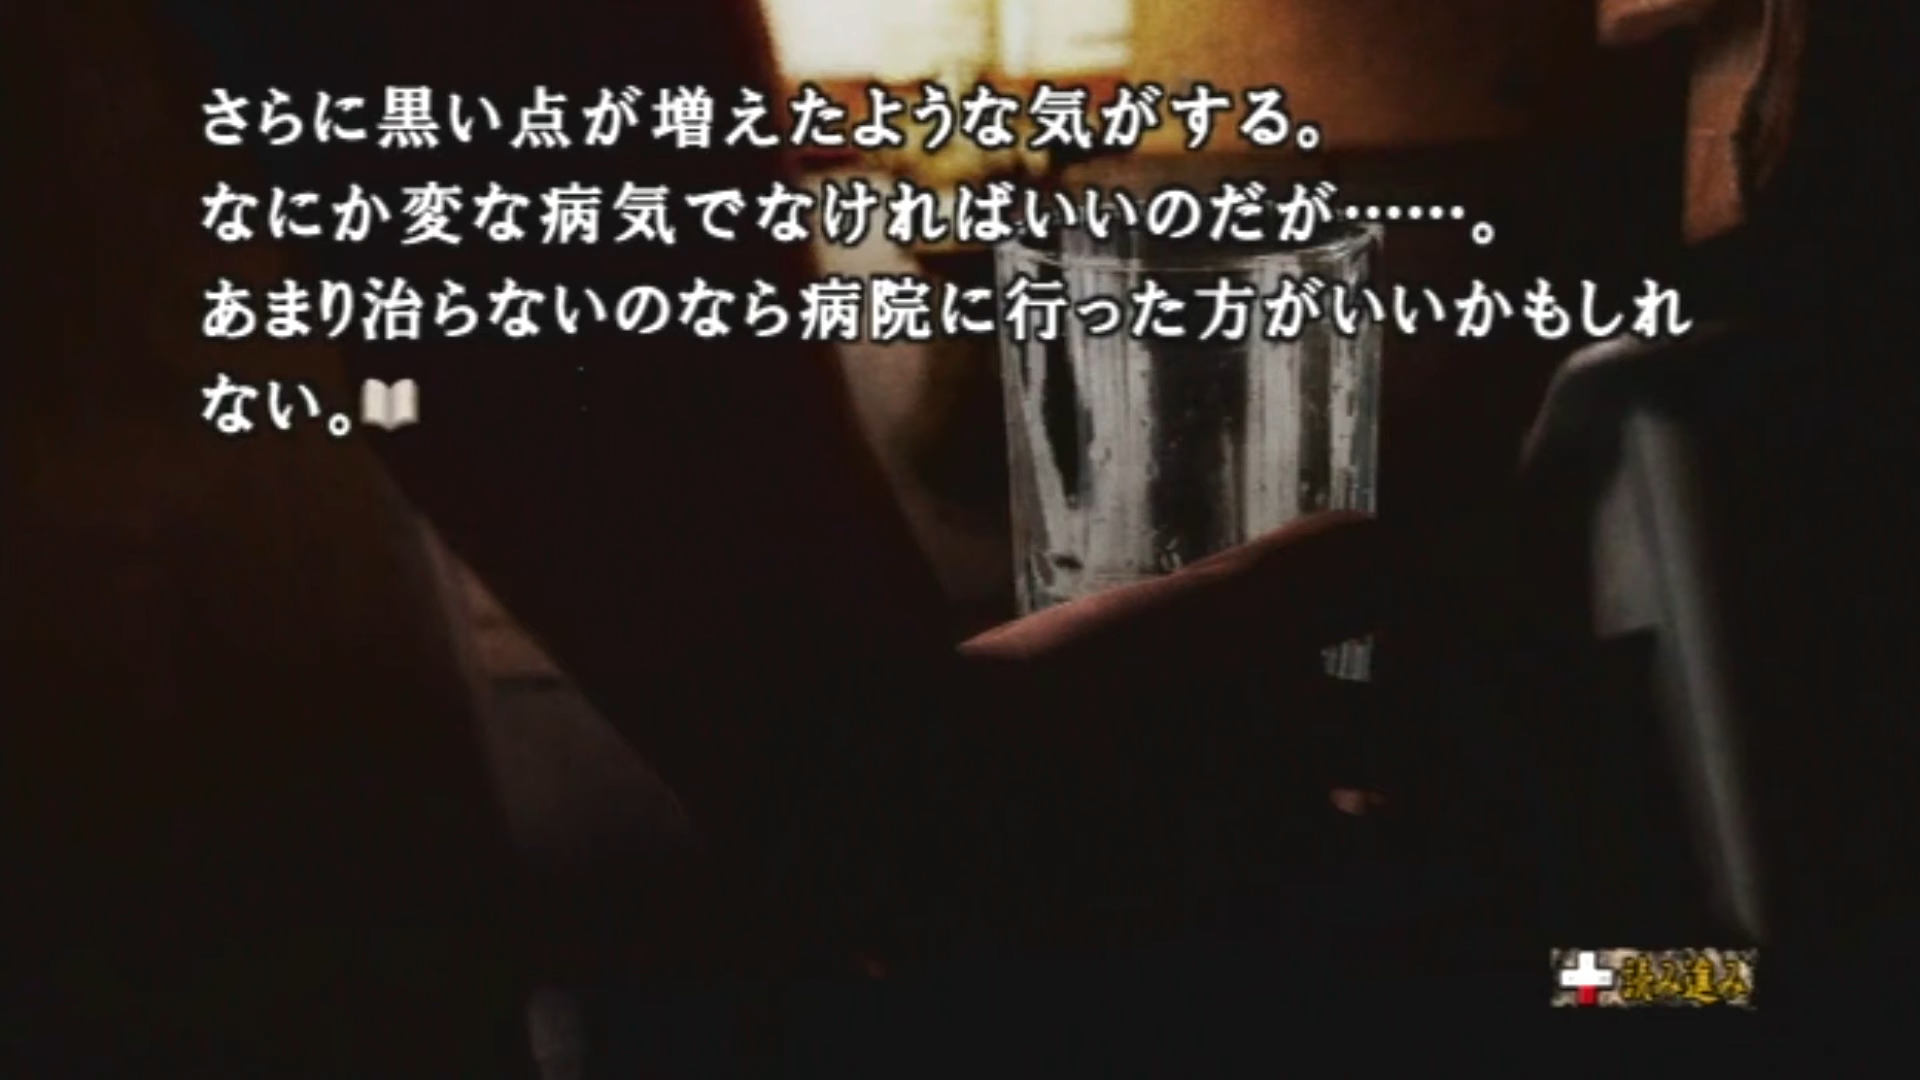 さらに黒い点が増えたような気がする。
なにか変な病気でなければいいのだが……。
あまり治らないのなら病院に行った方がいいかもしれ
ない。
読み進み